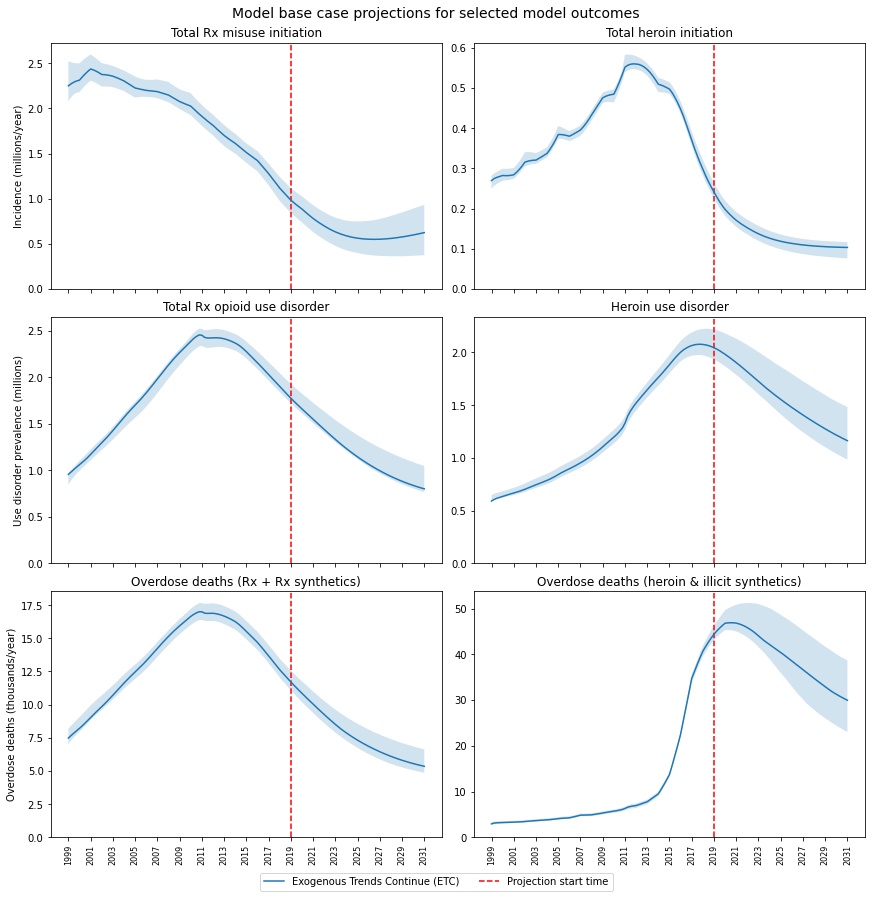 Model base case projections for selected model outcomes
Total Rx misuse initiation
Total heroin initiation
Incidence (millions/year)
2.5
2.0
1.5
1.0
0.5
0.0
0.6
0.5
0.4
0.3
0.2
0.1
0.0
Total Rx opioid use disorder
Heroin use disorder
Use disorder prevalence (millions)
2.5
2.0
1.5
1.0
0.5
0.0
2.0
1.5
1.0
0.5
0.0
Overdose deaths (Rx + Rx synthetics)
Overdose deaths (heroin & illicit synthetics)
Overdose deaths (thousands/year)
17.5
15.0
12.5
10.0
7.5
5.0
2.5
0.0
50
40
30
20
10
0
1999 2001 2003 2005 2007 2009 2011 2013 2015 2017 2019 2021 2023 2025 2027 2029 2031
1999 2001 2003 2005 2007 2009 2011 2013 2015 2017 2019 2021 2023 2025 2027 2029 2031
Exogenous Trends Continue (ETC)
Projection start time